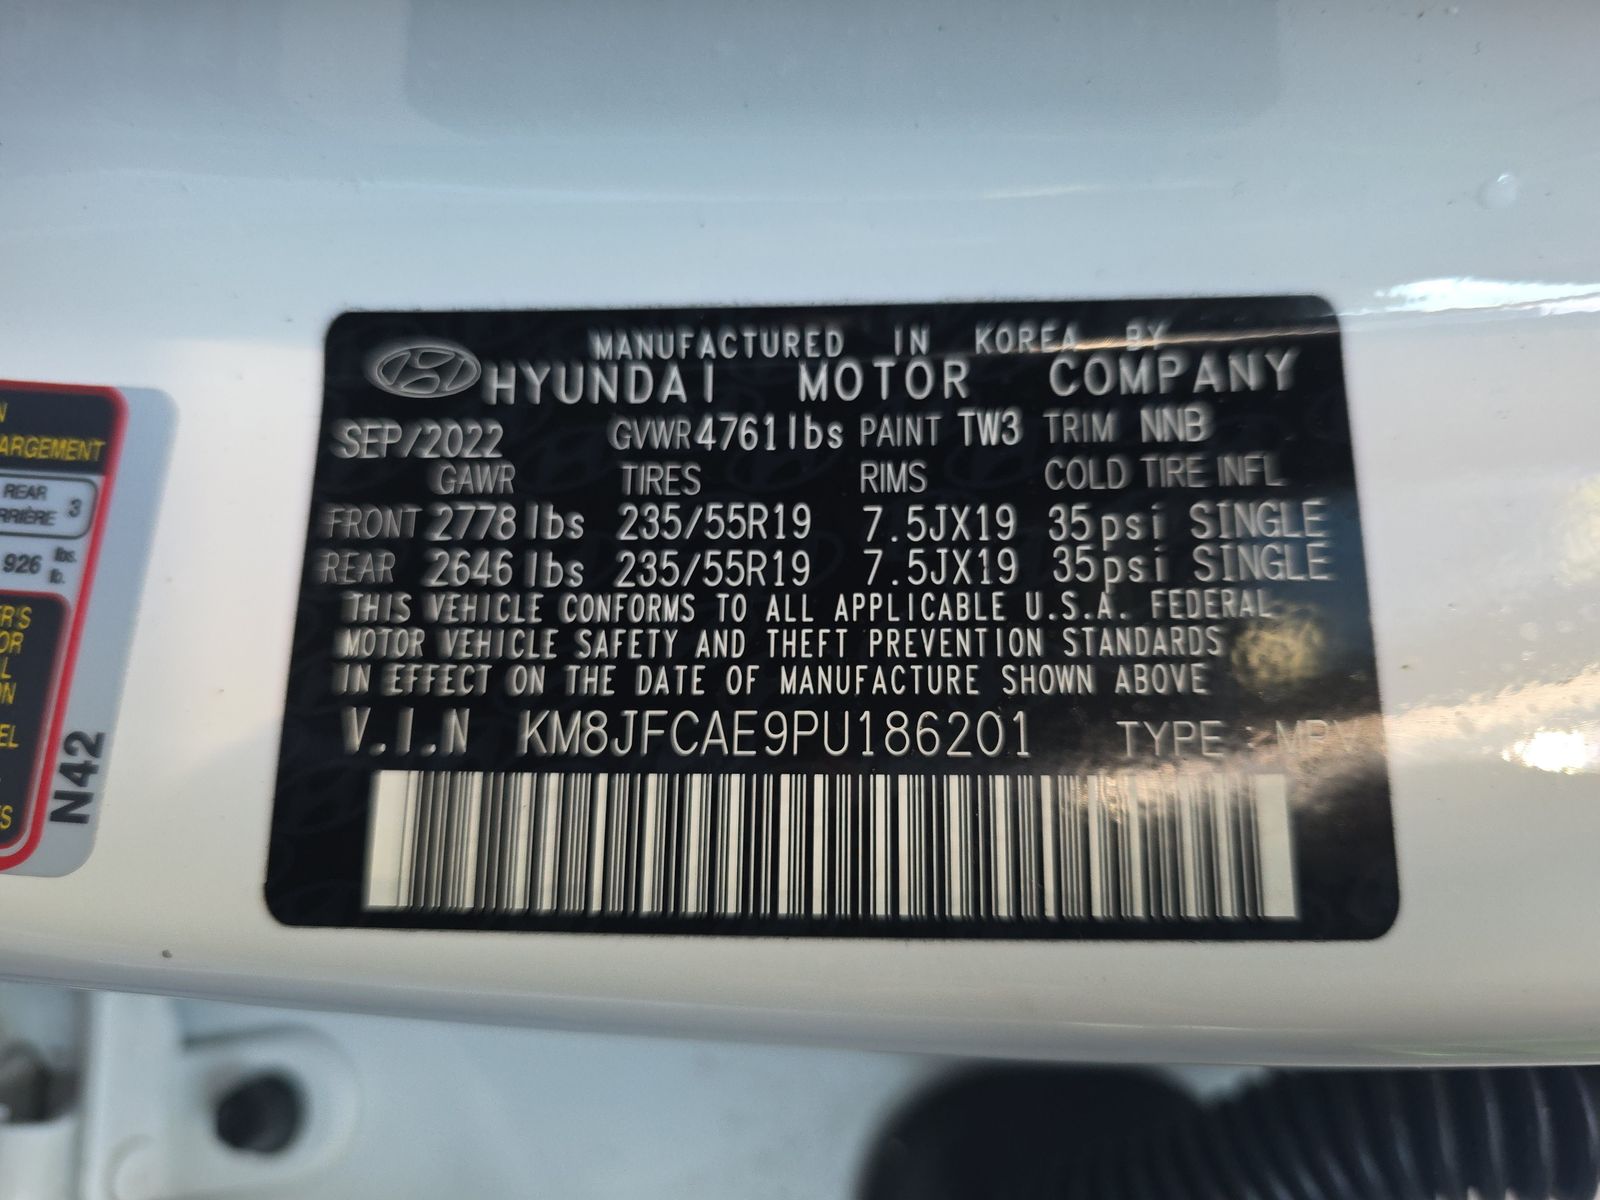 MANUFACTURED IN KOREA BY
HYUNDAI MOTOR COMPANY
SEP/2022 GVWR 4761lbs PAINT TW3 TRIM NNB
GAWR TIRES RIMS COLD TIRE INFL
FRONT 2778 lbs 235/55R19 7.5JX19 35psi SINGLE
REAR 2646 lbs 235/55R19 7.5JX19 35psi SINGLE
THIS VEHICLE CONFORMS TO ALL APPLICABLE U.S.A. FEDERAL
MOTOR VEHICLE SAFETY AND THEFT PREVENTION STANDARDS
IN EFFECT ON THE DATE OF MANUFACTURE SHOWN ABOVE
V.I.N KM8JFCAE9PU186201 TYPE : MPV
ARGEMENT
REAR 3
RRIÈRE
926 lbs.
lb.
N42